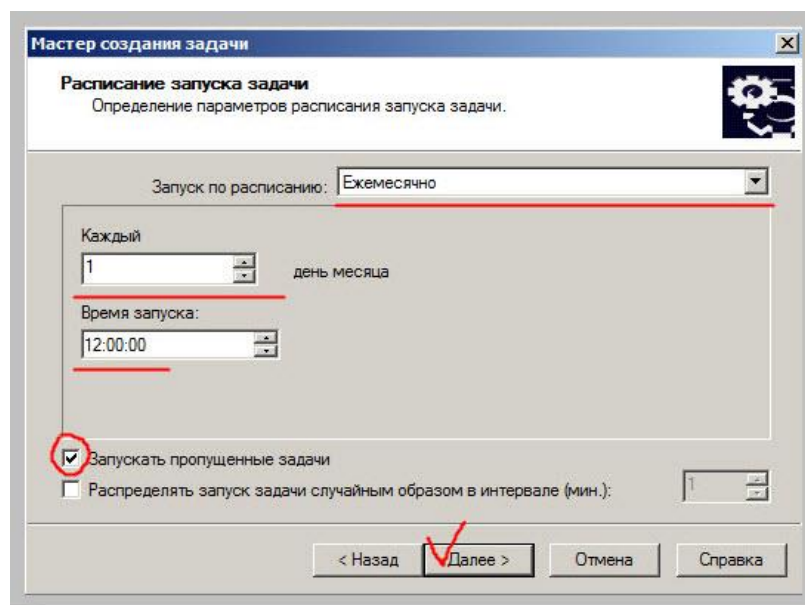 Мастер создания задачи
Расписание запуска задачи
Определение параметров расписания запуска задачи.
Запуск по расписанию: Ежемесячно
Каждый
1 день месяца
Время запуска:
12:00:00
Запускать пропущенные задачи
Распределять запуск задачи случайным образом в интервале (мин.): 1
< Назад Далее > Отмена Справка